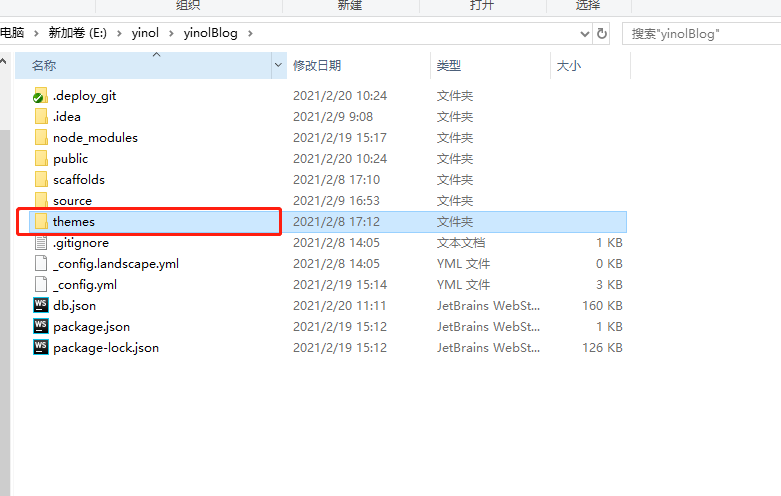 组织 新建 打开 选择
电脑 > 新加卷 (E:) > yinol > yinolBlog > 搜索"yinolBlog"
名称 修改日期 类型 大小
.deploy_git 2021/2/20 10:24 文件夹
.idea 2021/2/9 9:08 文件夹
node_modules 2021/2/19 15:17 文件夹
public 2021/2/20 10:24 文件夹
scaffolds 2021/2/8 17:10 文件夹
source 2021/2/9 16:53 文件夹
themes 2021/2/8 17:12 文件夹
.gitignore 2021/2/8 14:05 文本文档 1 KB
_config.landscape.yml 2021/2/8 14:05 YML 文件 0 KB
_config.yml 2021/2/19 15:14 YML 文件 3 KB
WS db.json 2021/2/20 11:11 JetBrains WebSt... 160 KB
WS package.json 2021/2/19 15:12 JetBrains WebSt... 1 KB
WS package-lock.json 2021/2/19 15:12 JetBrains WebSt... 126 KB